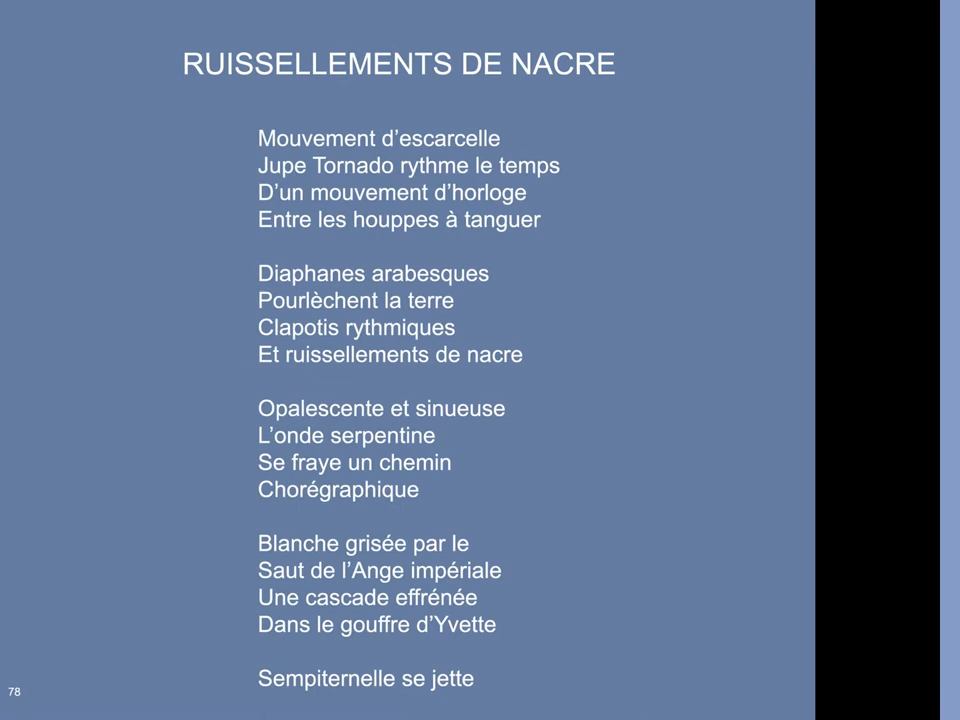 RUISSELLEMENTS DE NACRE
Mouvement d’escarcelle
Jupe Tornado rythme le temps
D’un mouvement d’horloge
Entre les houppes à tanguer
Diaphanes arabesques
Pourlèchent la terre
Clapotis rythmiques
Et ruissellements de nacre
Opalescente et sinueuse
L’onde serpentine
Se fraye un chemin
Chorégraphique
Blanche grisée par le
Saut de l’Ange impériale
Une cascade effrénée
Dans le gouffre d’Yvette
Sempiternelle se jette
78